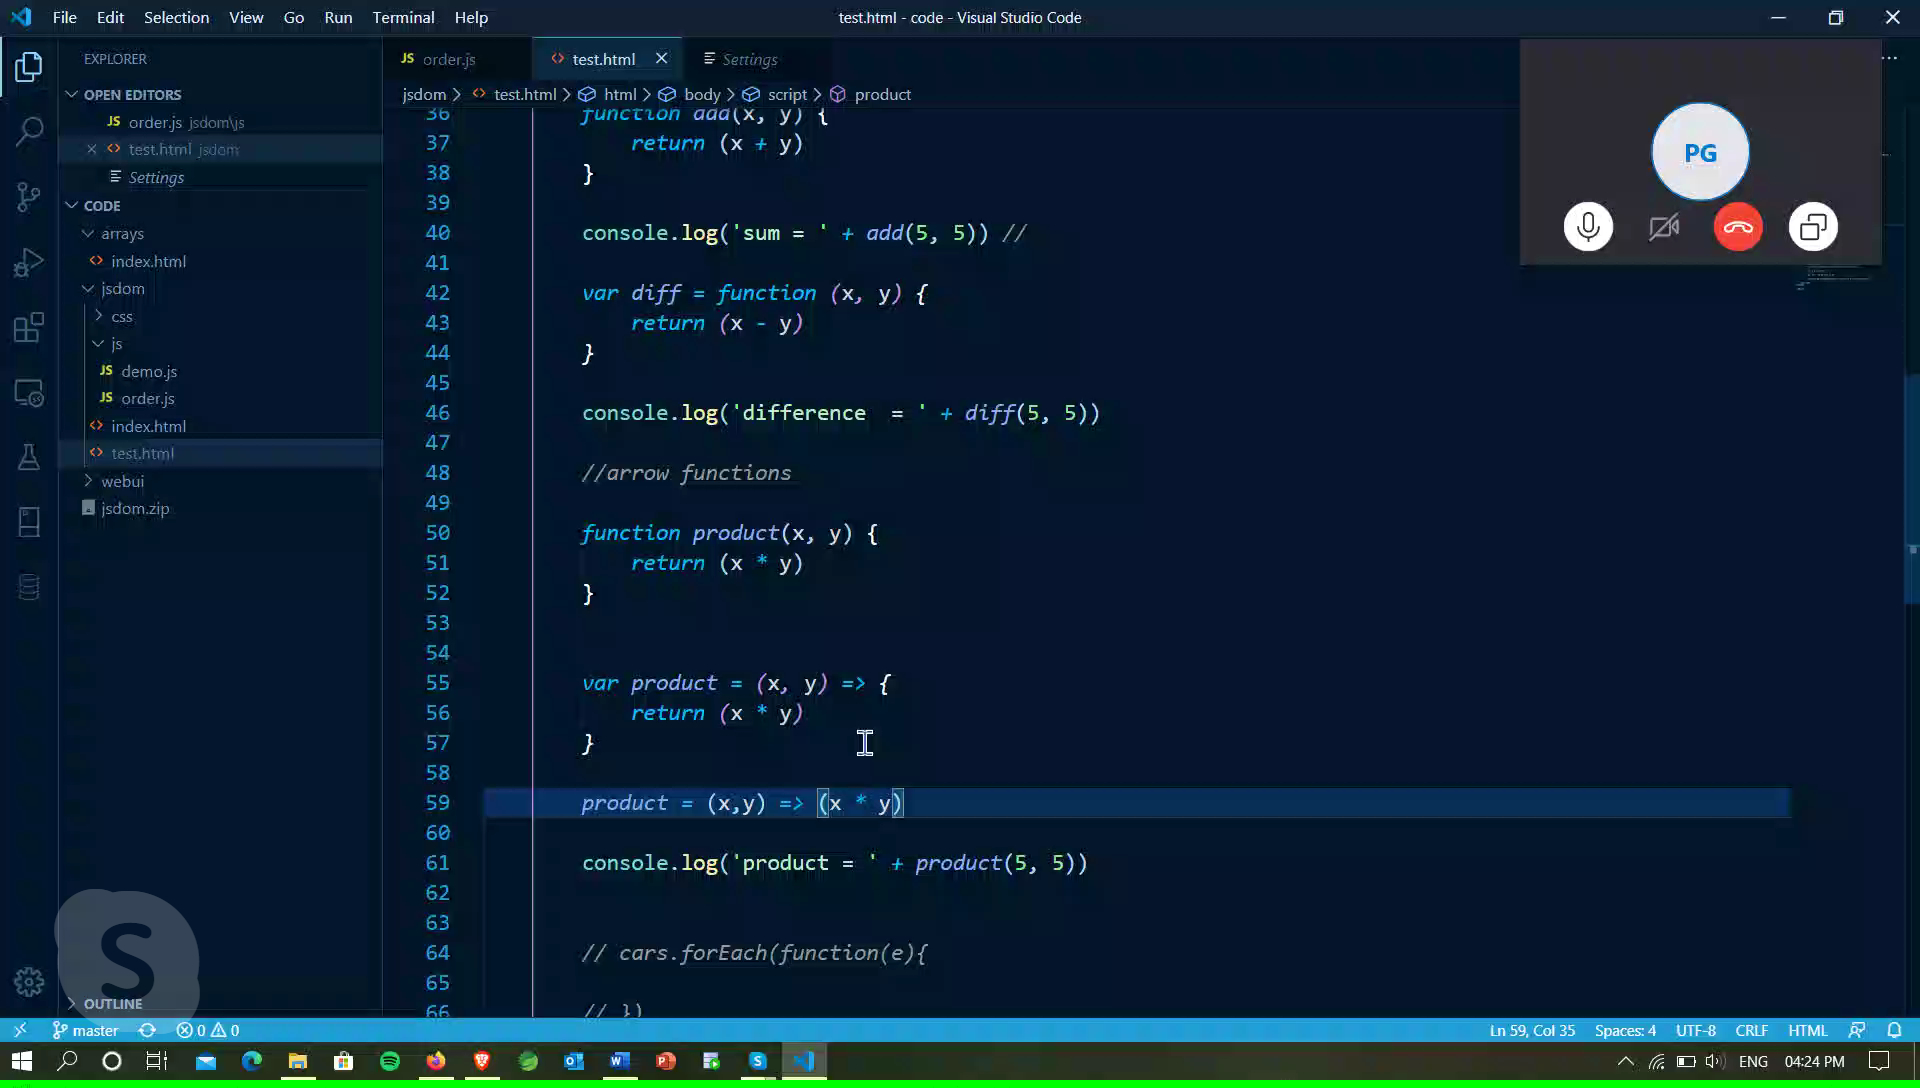 File Edit Selection View Go Run Terminal Help
test.html - code - Visual Studio Code
EXPLORER
OPEN EDITORS
JS order.js jsdom\js
test.html jsdom
Settings
CODE
arrays
index.html
jsdom
css
js
JS demo.js
JS order.js
index.html
test.html
webui
jsdom.zip
OUTLINE
JS order.js
test.html
Settings
jsdom > test.html > html > body > script > product
36 function add(x, y) {
37 return (x + y)
38 }
39
40 console.log('sum = ' + add(5, 5)) //
41
42 var diff = function (x, y) {
43 return (x - y)
44 }
45
46 console.log('difference  = ' + diff(5, 5))
47
48 //arrow functions
49
50 function product(x, y) {
51 return (x * y)
52 }
53
54
55 var product = (x, y) => {
56 return (x * y)
57 }
58
59 product = (x,y) => (x * y)
60
61 console.log('product = ' + product(5, 5))
62
63
64 // cars.forEach(function(e){
65
66 // })
PG
S
master
0 0
Ln 59, Col 35
Spaces: 4
UTF-8
CRLF
HTML
ENG
04:24 PM